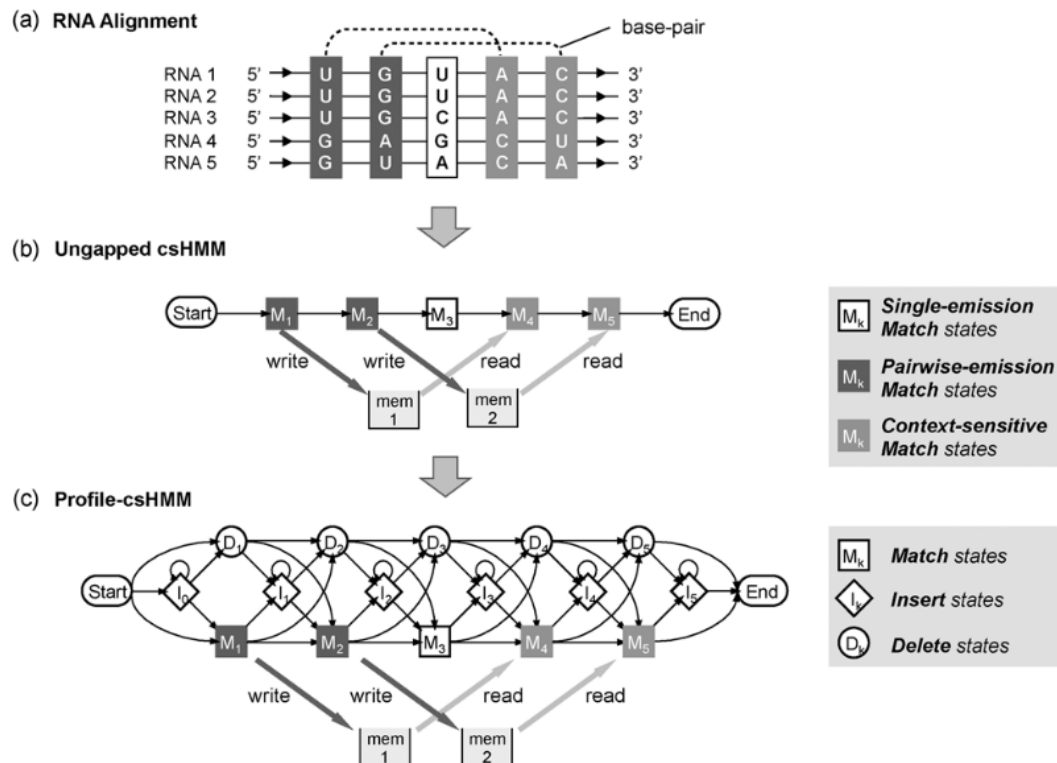 (a) RNA Alignment
base-pair
RNA 1 5' U G U A C 3'
RNA 2 5' U G U A C 3'
RNA 3 5' U G C A C 3'
RNA 4 5' G A G C U 3'
RNA 5 5' G U A C A 3'
(b) Ungapped csHMM
Start M1 M2 M3 M4 M5 End
write write read read
mem 1
mem 2
Mk Single-emission
Match states
Mk Pairwise-emission
Match states
Mk Context-sensitive
Match states
(c) Profile-csHMM
D1 D2 D3 D4 D5
Start I0 I1 I2 I3 I4 I5 End
M1 M2 M3 M4 M5
write write read read
mem 1
mem 2
Mk Match states
Ik Insert states
Dk Delete states